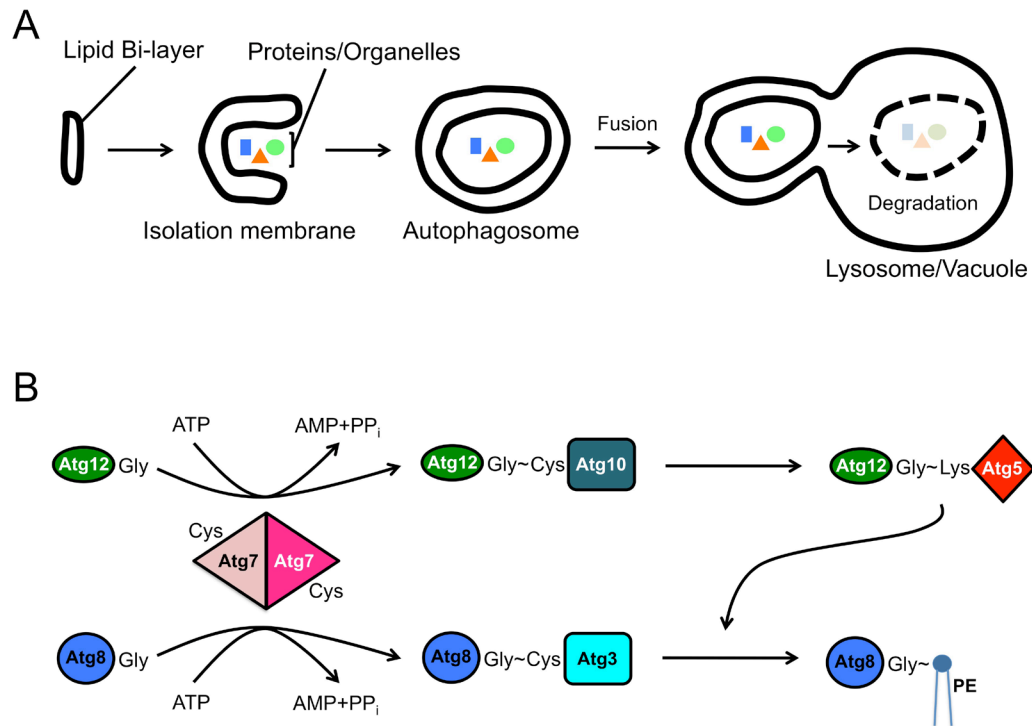 A
Lipid Bi-layer
Proteins/Organelles
Fusion
Degradation
Isolation membrane
Autophagosome
Lysosome/Vacuole
B
ATP
AMP+PPi
Atg12 Gly
Atg12 Gly~Cys Atg10
Atg12 Gly~Lys Atg5
Cys
Atg7 Atg7
Cys
Atg8 Gly
Atg8 Gly~Cys Atg3
Atg8 Gly~
PE
ATP
AMP+PPi